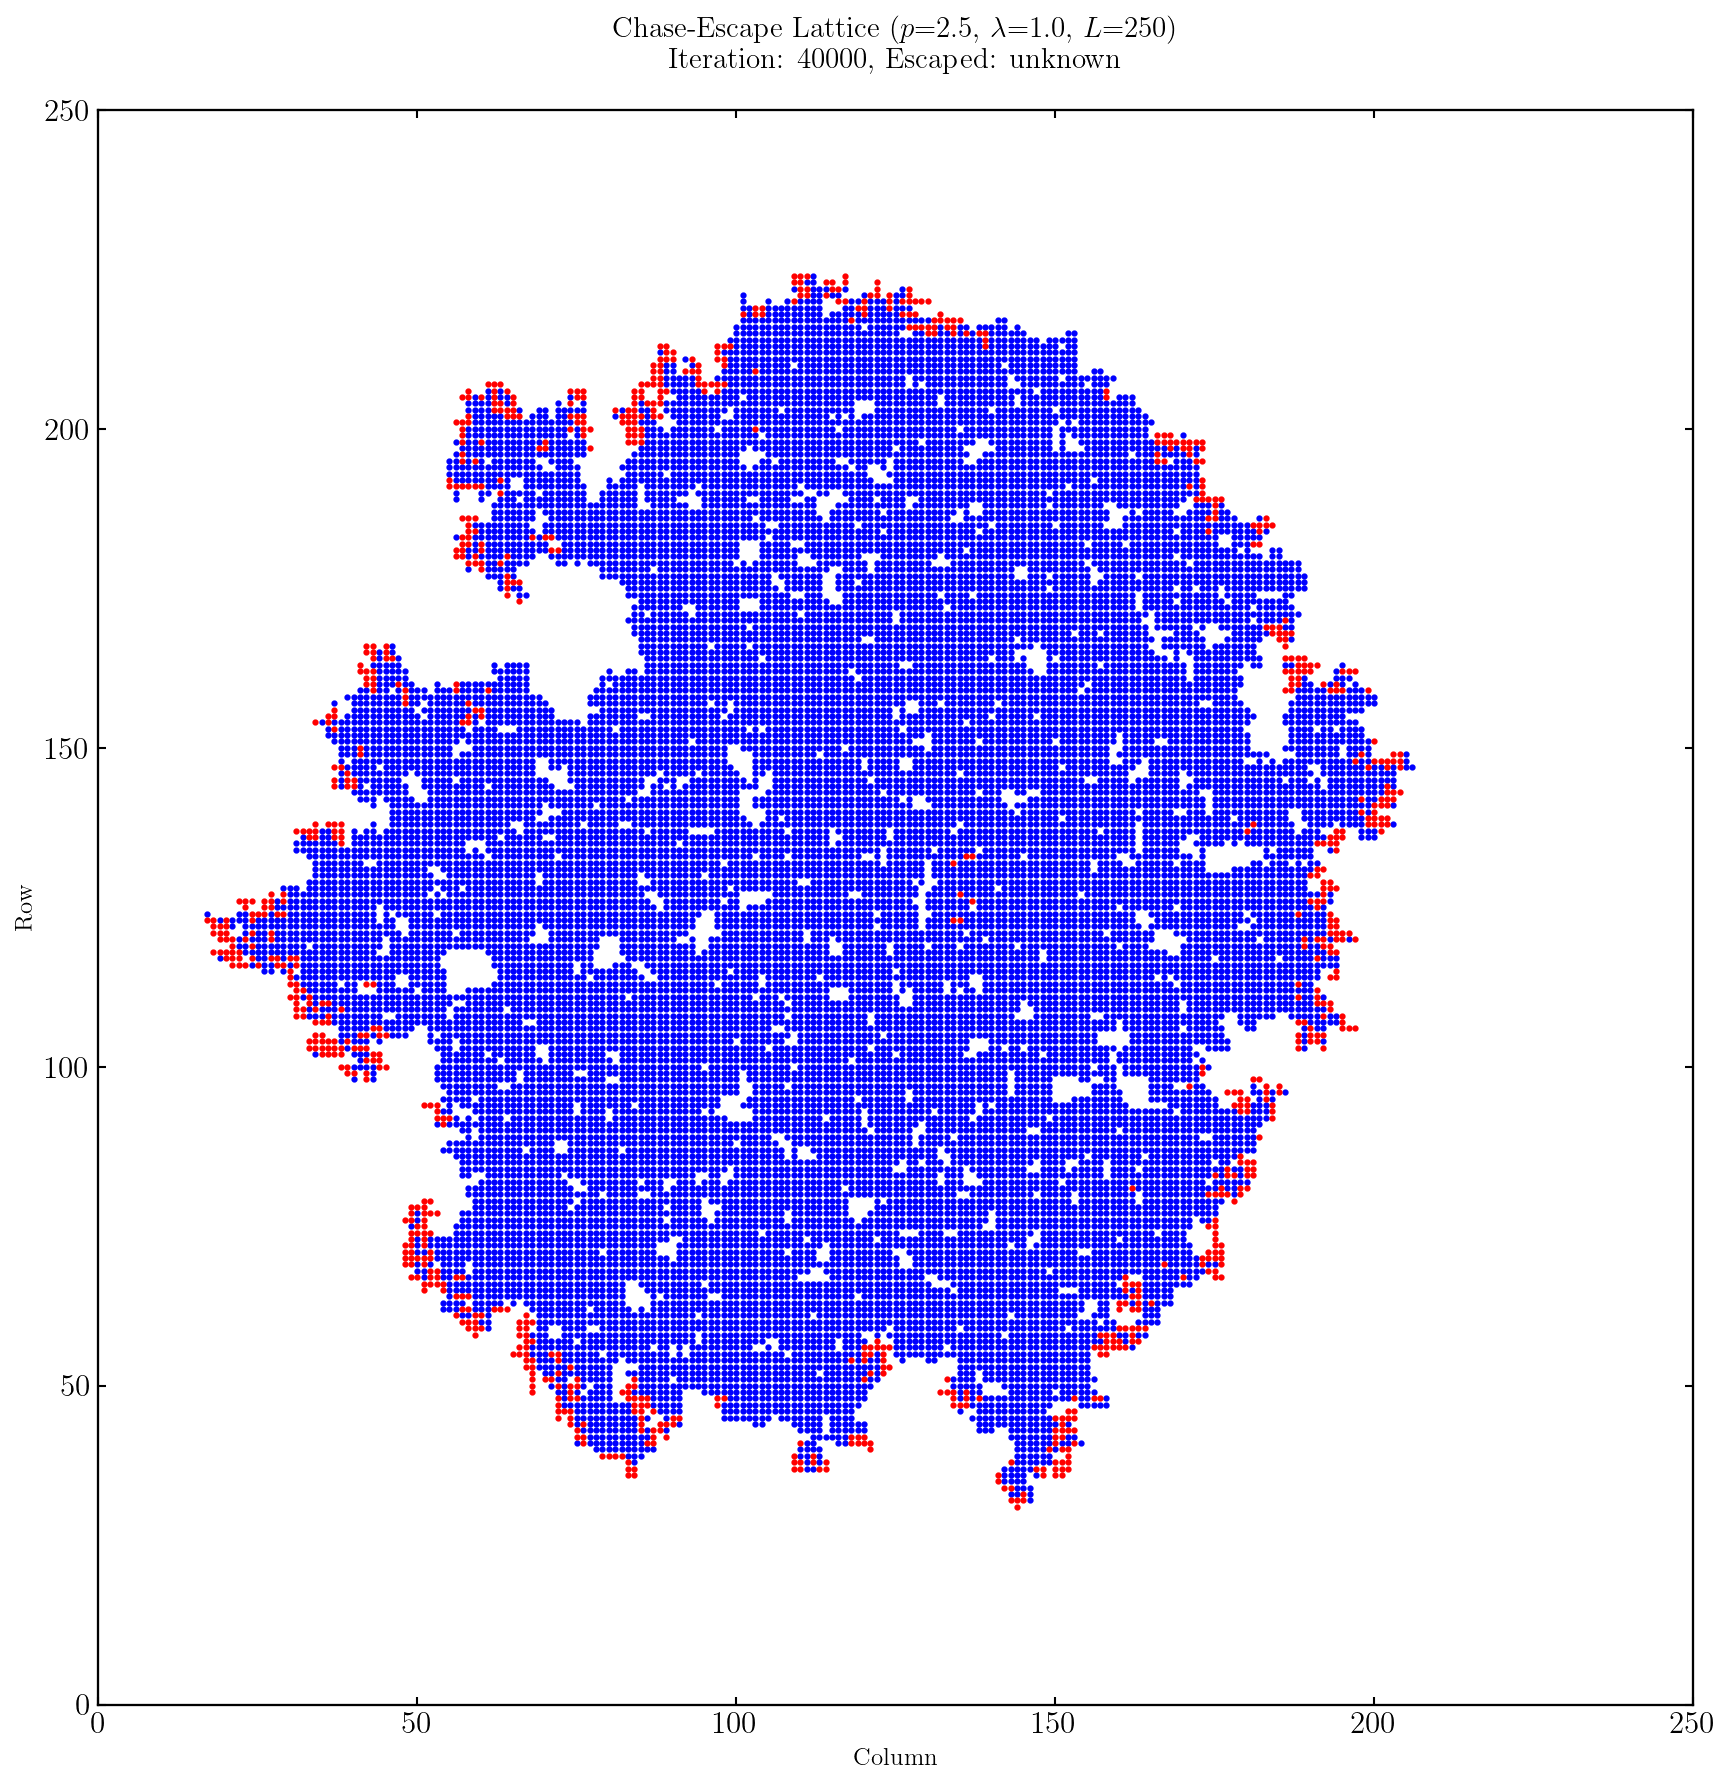 Chase-Escape Lattice (p=2.5, λ=1.0, L=250)
Iteration: 40000, Escaped: unknown
250
200
150
100
50
0
Row
0 50 100 150 200 250
Column